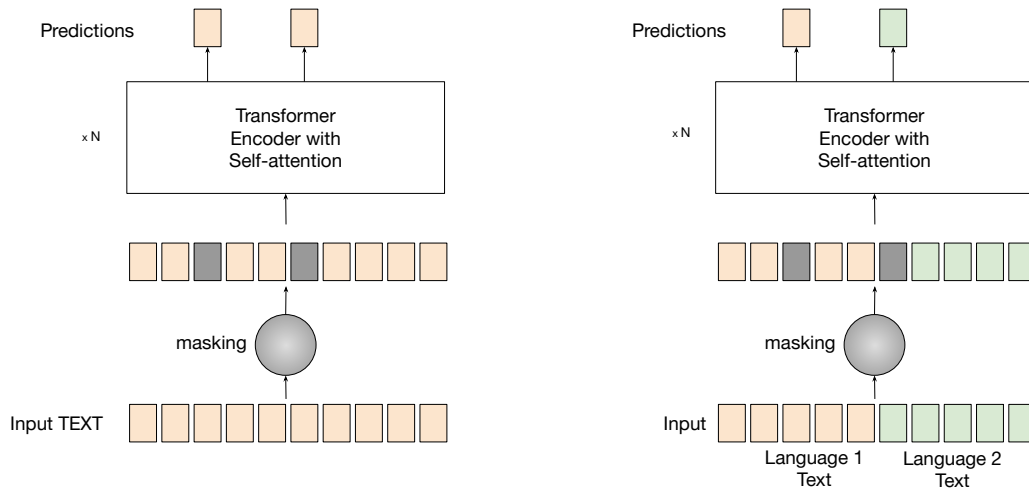 Predictions
Transformer
Encoder with
Self-attention
x N
masking
Input TEXT
Predictions
Transformer
Encoder with
Self-attention
x N
masking
Input
Language 1
Text
Language 2
Text